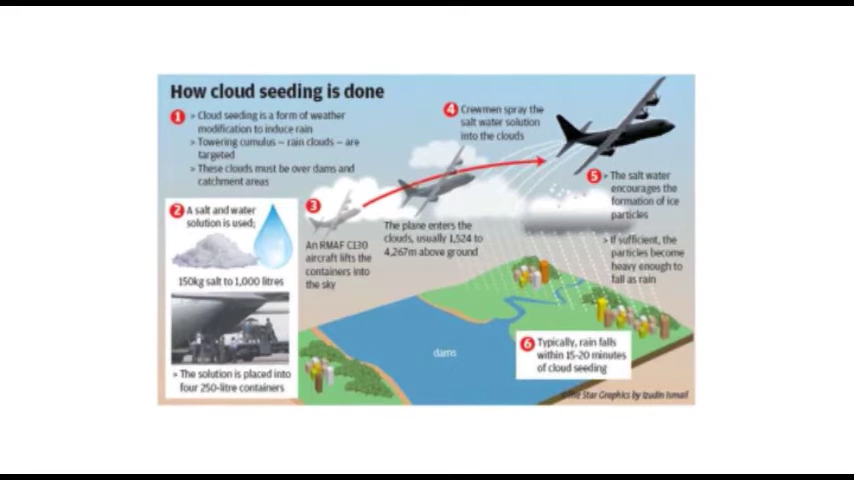 How cloud seeding is done
1
> Cloud seeding is a form of weather
modification to induce rain
> Towering cumulus – rain clouds – are
targeted
> These clouds must be over dams and
catchment areas
2 A salt and water
solution is used;
150kg salt to 1,000 litres
> The solution is placed into
four 250-litre containers
3
An RMAF C130
aircraft lifts the
containers into
the sky
The plane enters the
clouds, usually 1,524 to
4,267m above ground
4 Crewmen spray the
salt water solution
into the clouds
5 > The salt water
encourages the
formation of ice
particles
> If sufficient, the
particles become
heavy enough to
fall as rain
dams
6 Typically, rain falls
within 15-20 minutes
of cloud seeding
The Star Graphics by Izudin Ismail